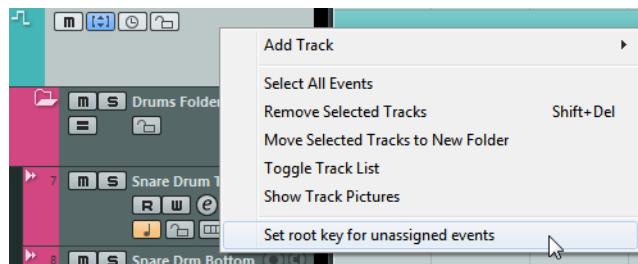 m
Add Track
Select All Events
m S Drums Folder
Remove Selected Tracks Shift+Del
Move Selected Tracks to New Folder
Toggle Track List
7 m S Snare Drum T
Show Track Pictures
R W e
Set root key for unassigned events
8 m S Snare Drm Bottom